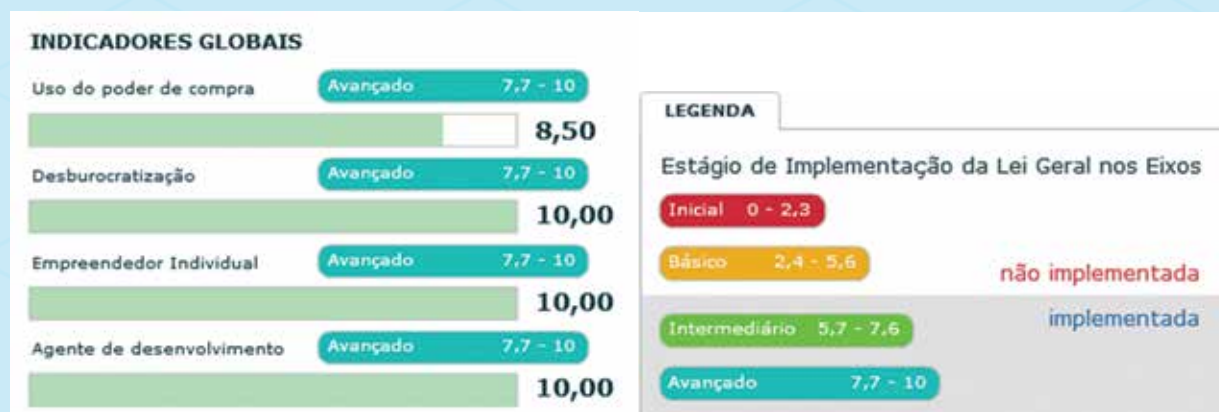 INDICADORES GLOBAIS
Uso do poder de compra Avançado 7,7 - 10
8,50
Desburocratização Avançado 7,7 - 10
10,00
Empreendedor Individual Avançado 7,7 - 10
10,00
Agente de desenvolvimento Avançado 7,7 - 10
10,00
LEGENDA
Estágio de Implementação da Lei Geral nos Eixos
Inicial 0 - 2,3
Básico 2,4 - 5,6
não implementada
implementada
Intermediário 5,7 - 7,6
Avançado 7,7 - 10